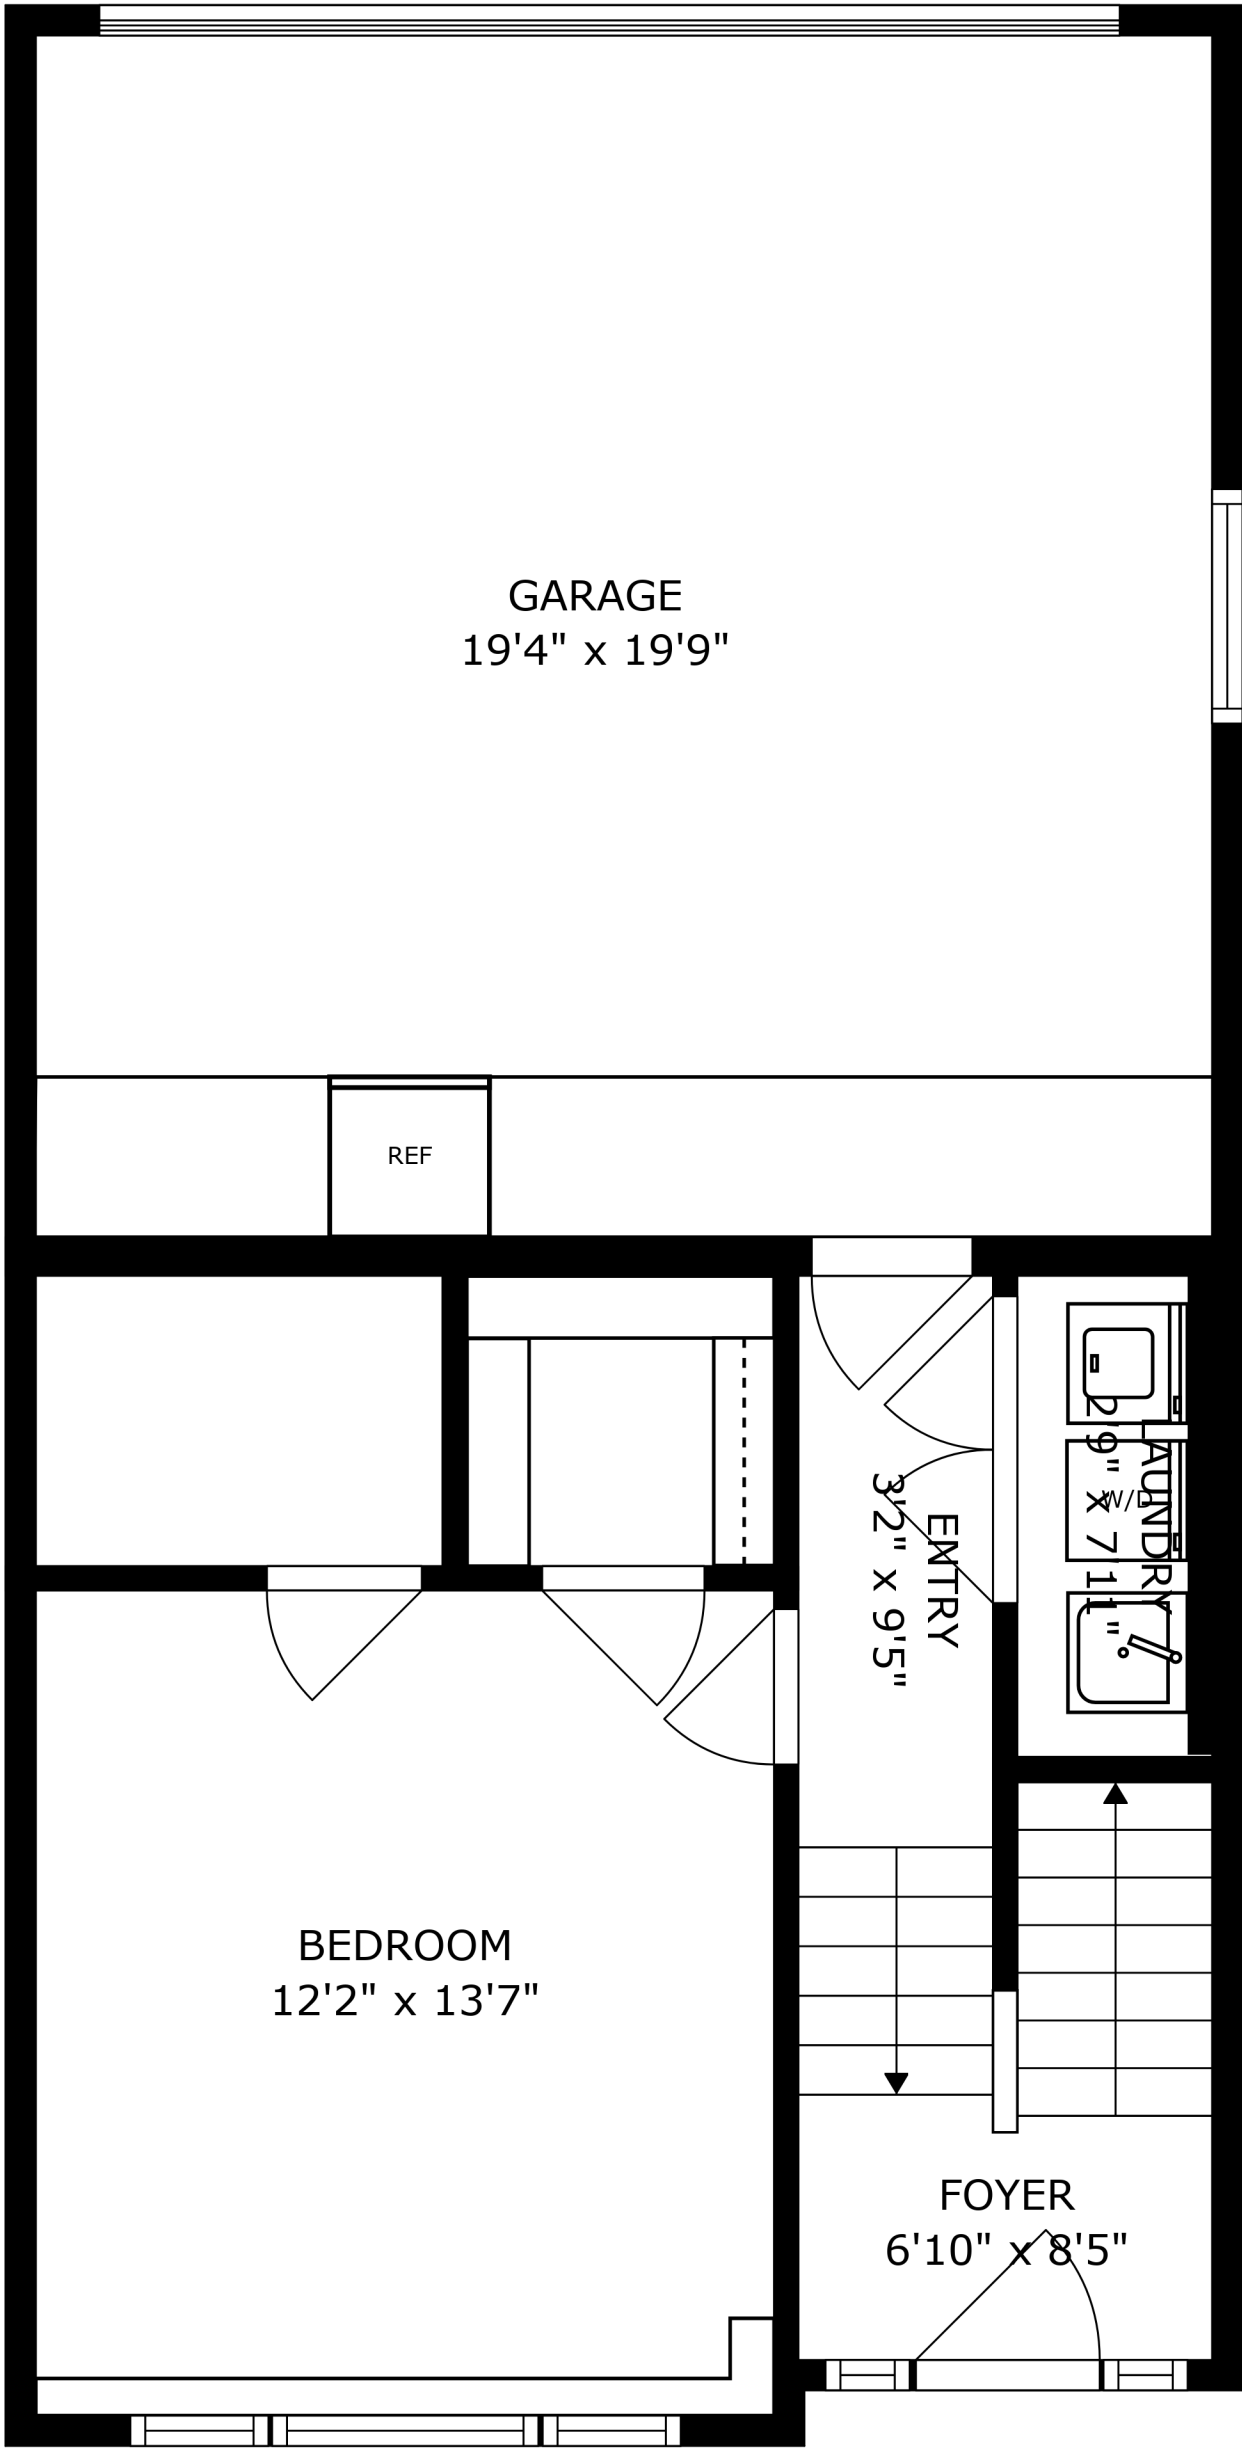 GARAGE
19'4" x 19'9"
REF
ENTRY
3'2" x 9'5"
LAUNDRY
2'9" x 7'11"
W/D
BEDROOM
12'2" x 13'7"
FOYER
6'10" x 8'5"